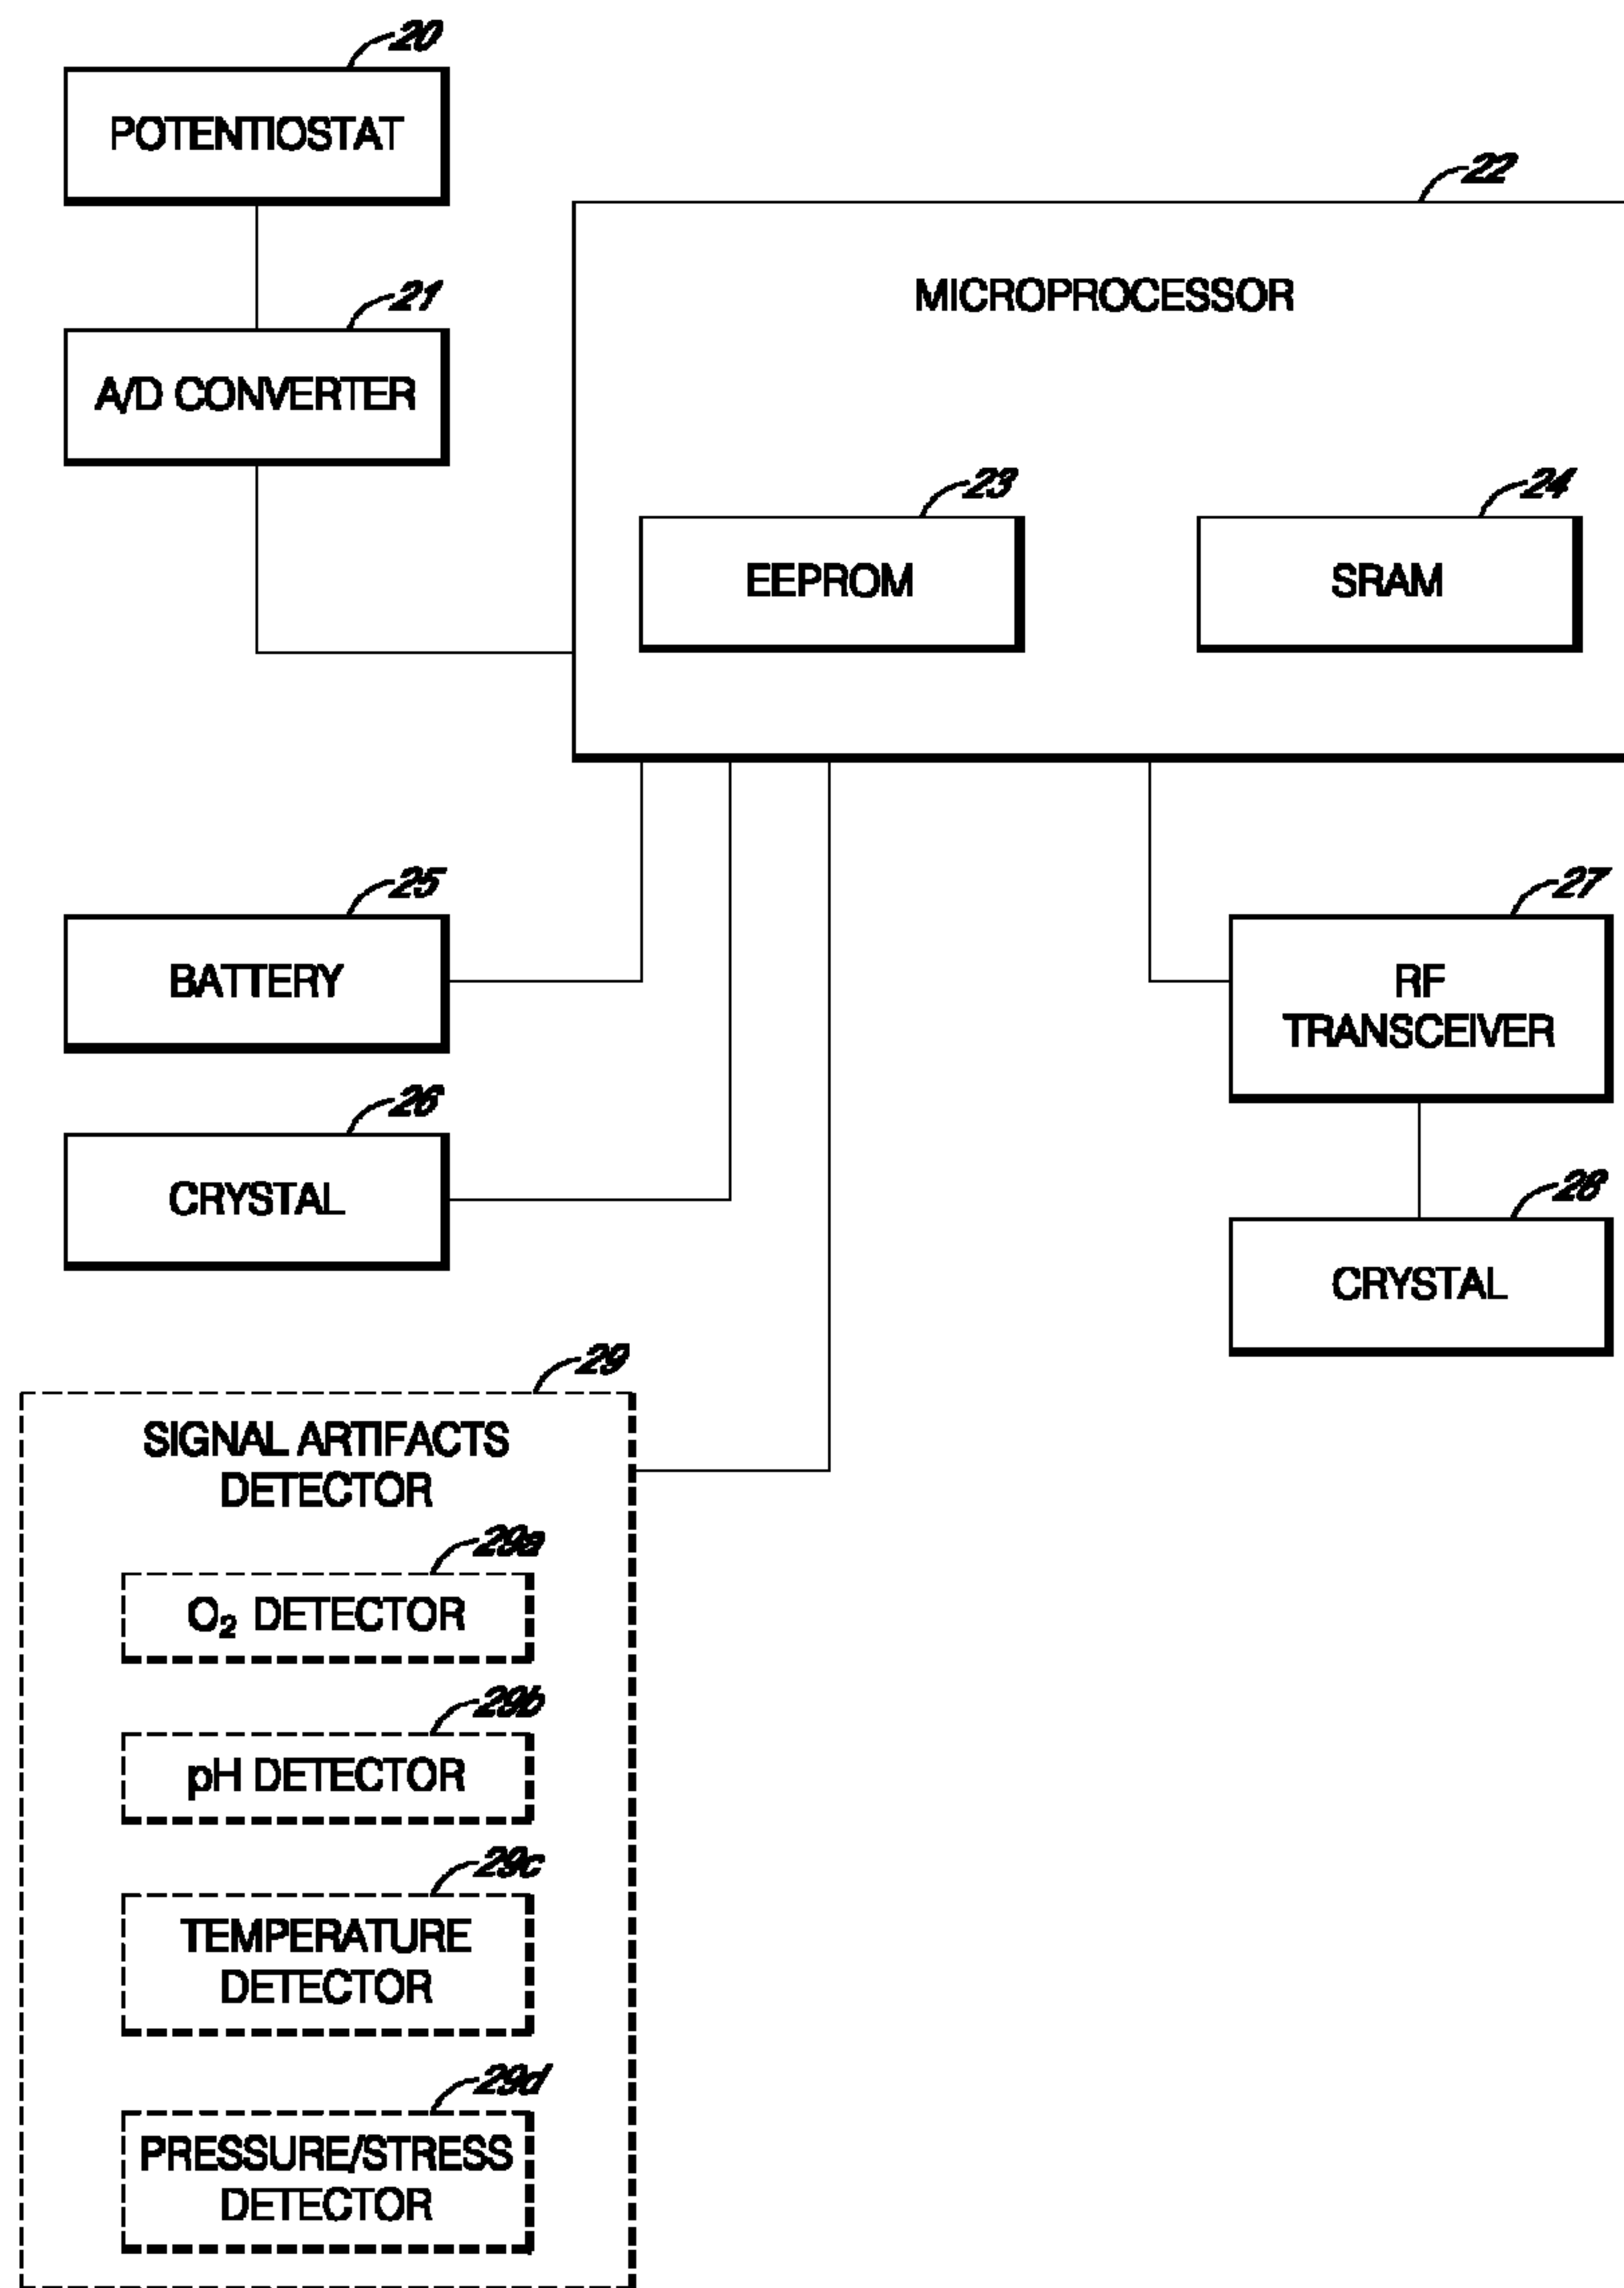 20
POTENTIOSTAT
22
MICROPROCESSOR
21
A/D CONVERTER
23
EEPROM
24
SRAM
25
BATTERY
27
RF
TRANSCEIVER
26
CRYSTAL
28
CRYSTAL
29
SIGNAL ARTIFACTS
DETECTOR
29a
O₂ DETECTOR
29b
pH DETECTOR
29c
TEMPERATURE
DETECTOR
29d
PRESSURE/STRESS
DETECTOR